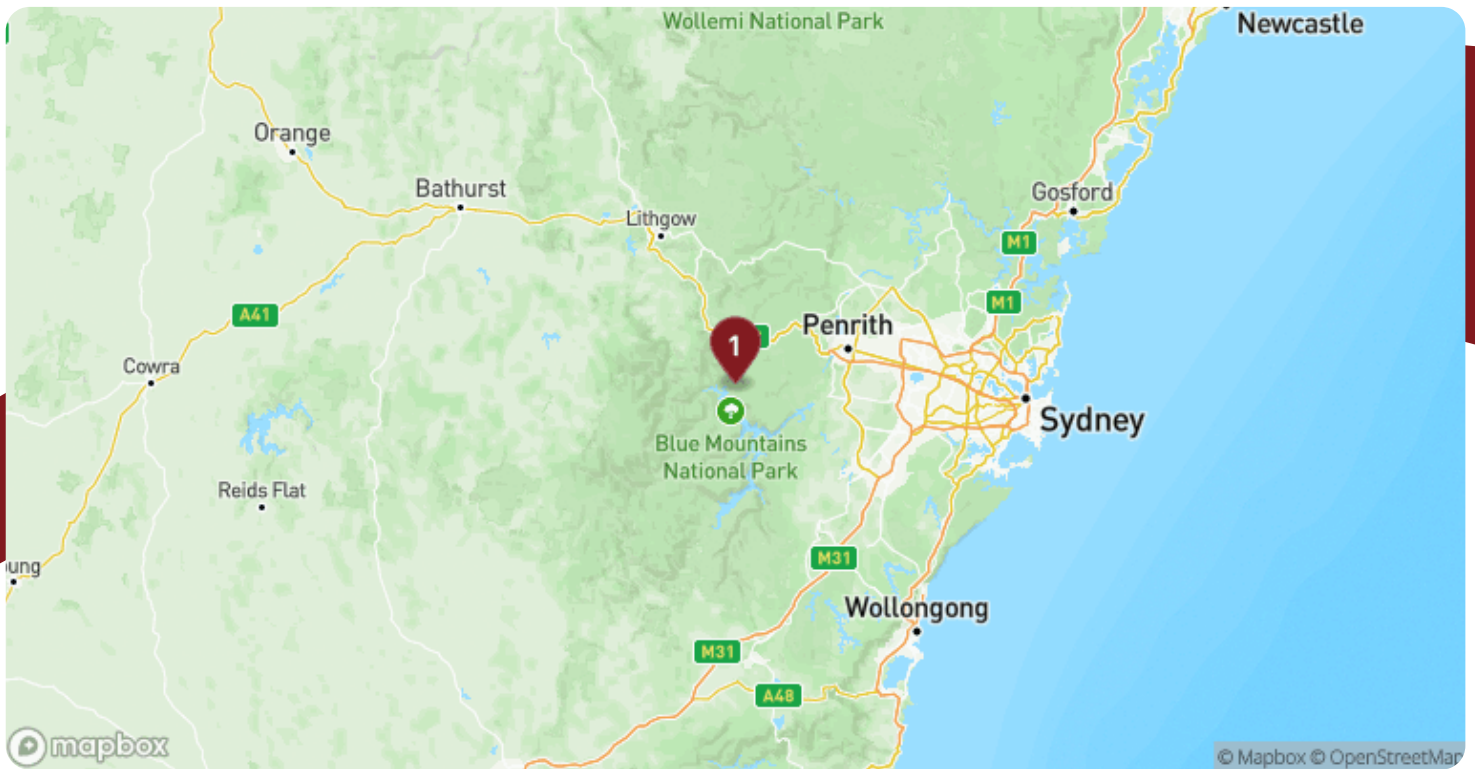 Wollemi National Park
Newcastle
Orange
Bathurst
Gosford
Lithgow
M1
M1
A41
Penrith
1
Cowra
Sydney
Blue Mountains
National Park
Reids Flat
M31
ung
Wollongong
M31
A48
mapbox
© Mapbox © OpenStreetMap